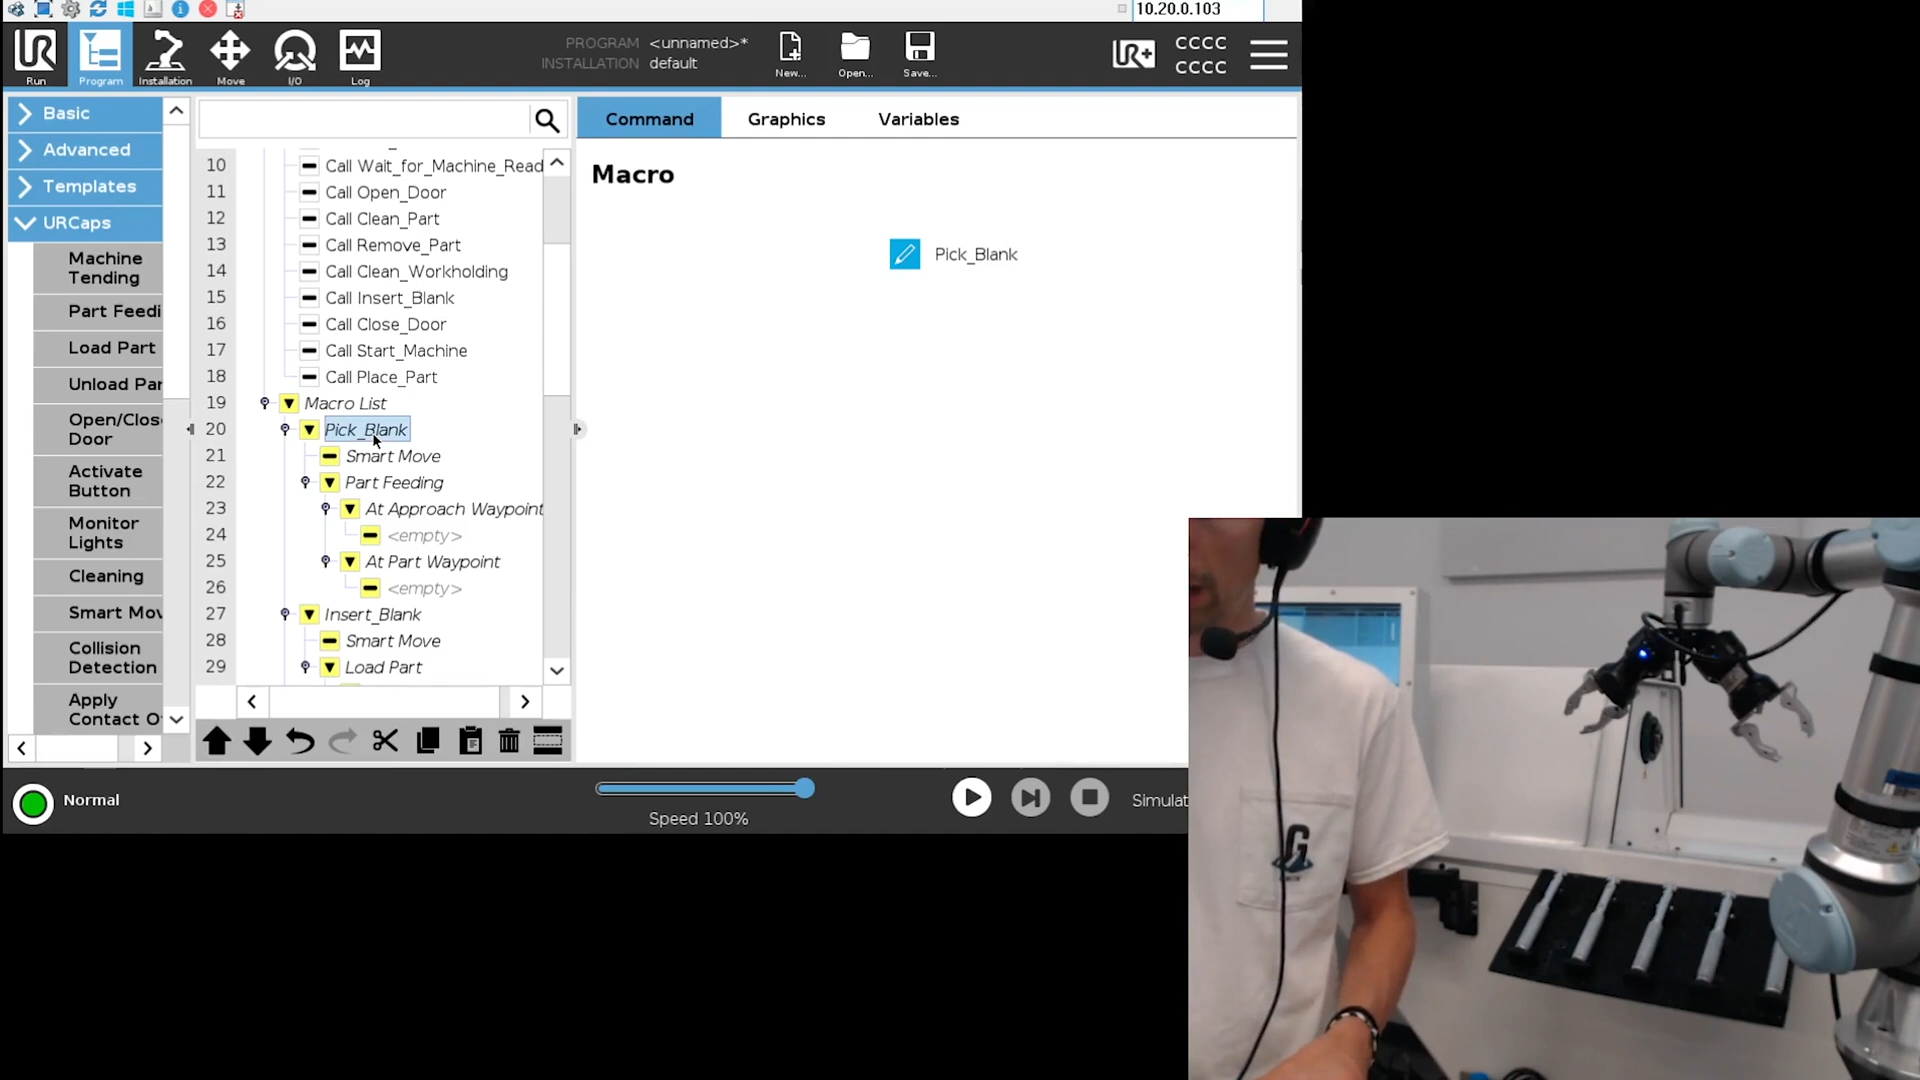 10.20.0.103
Run
Program
Installation
Move
I/O
Log
PROGRAM <unnamed>*
INSTALLATION default
New...
Open...
Save...
UR+
CCCC
CCCC
Basic
Advanced
Templates
URCaps
Machine
Tending
Part Feedi
Load Part
Unload Par
Open/Clos
Door
Activate
Button
Monitor
Lights
Cleaning
Smart Mov
Collision
Detection
Apply
Contact O
10 Call Wait_for_Machine_Read
11 Call Open_Door
12 Call Clean_Part
13 Call Remove_Part
14 Call Clean_Workholding
15 Call Insert_Blank
16 Call Close_Door
17 Call Start_Machine
18 Call Place_Part
19 Macro List
20 Pick_Blank
21 Smart Move
22 Part Feeding
23 At Approach Waypoint
24 <empty>
25 At Part Waypoint
26 <empty>
27 Insert_Blank
28 Smart Move
29 Load Part
Command
Graphics
Variables
Macro
Pick_Blank
Normal
Speed 100%
Simulat